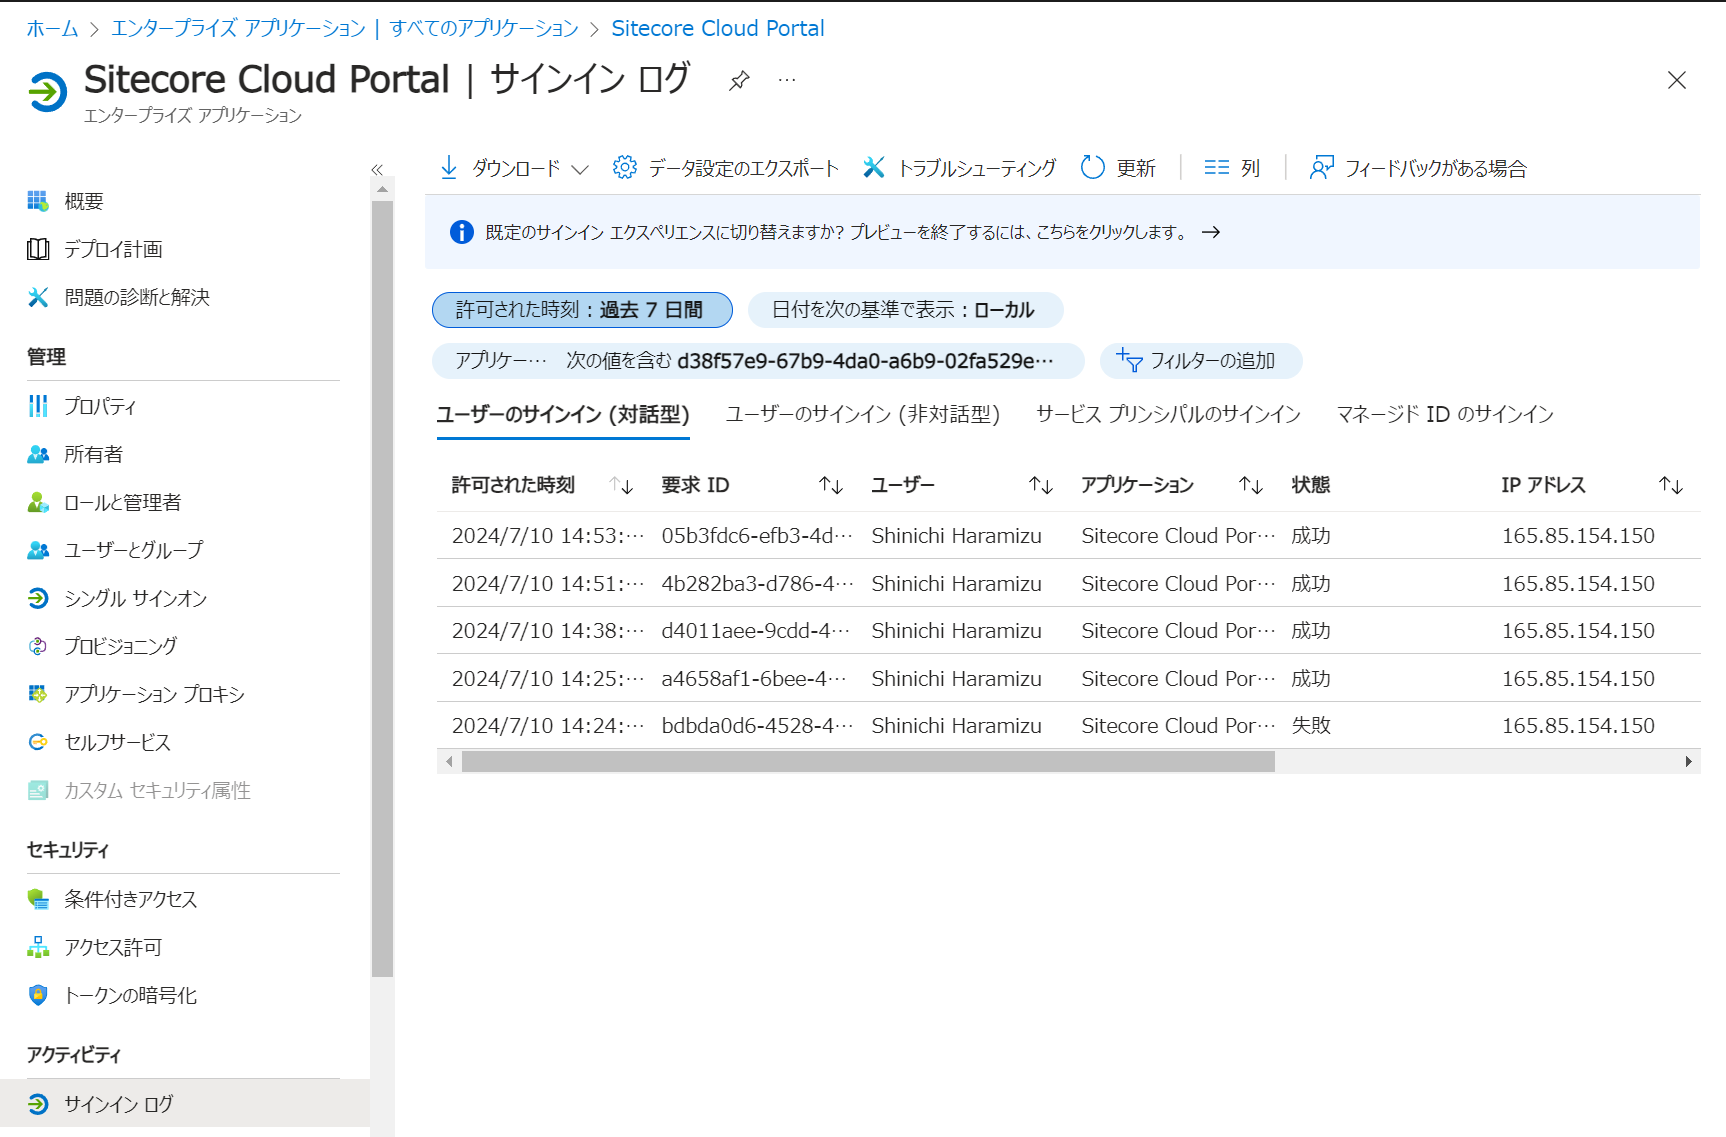 ホーム > エンタープライズ アプリケーション | すべてのアプリケーション > Sitecore Cloud Portal
Sitecore Cloud Portal | サインイン ログ ···
エンタープライズ アプリケーション
«
概要
デプロイ計画
問題の診断と解決
管理
プロパティ
所有者
ロールと管理者
ユーザーとグループ
シングル サインオン
プロビジョニング
アプリケーション プロキシ
セルフサービス
カスタム セキュリティ属性
セキュリティ
条件付きアクセス
アクセス許可
トークンの暗号化
アクティビティ
サインイン ログ
ダウンロード データ設定のエクスポート トラブルシューティング 更新 列 フィードバックがある場合
既定のサインイン エクスペリエンスに切り替えますか? プレビューを終了するには、こちらをクリックします。 →
許可された時刻 : 過去 7 日間 日付を次の基準で表示 : ローカル
アプリケー··· 次の値を含む d38f57e9-67b9-4da0-a6b9-02fa529e··· フィルターの追加
ユーザーのサインイン (対話型) ユーザーのサインイン (非対話型) サービス プリンシパルのサインイン マネージド ID のサインイン
許可された時刻 ↑↓ 要求 ID ↑↓ ユーザー ↑↓ アプリケーション ↑↓ 状態 IP アドレス ↑↓
2024/7/10 14:53:··· 05b3fdc6-efb3-4d··· Shinichi Haramizu Sitecore Cloud Por··· 成功 165.85.154.150
2024/7/10 14:51:··· 4b282ba3-d786-4··· Shinichi Haramizu Sitecore Cloud Por··· 成功 165.85.154.150
2024/7/10 14:38:··· d4011aee-9cdd-4··· Shinichi Haramizu Sitecore Cloud Por··· 成功 165.85.154.150
2024/7/10 14:25:··· a4658af1-6bee-4··· Shinichi Haramizu Sitecore Cloud Por··· 成功 165.85.154.150
2024/7/10 14:24:··· bdbda0d6-4528-4··· Shinichi Haramizu Sitecore Cloud Por··· 失敗 165.85.154.150